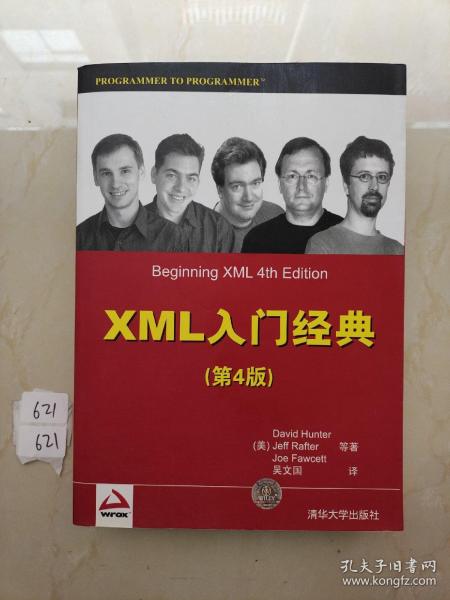 PROGRAMMER TO PROGRAMMER™
Beginning XML 4th Edition
XML入门经典
(第4版)
David Hunter
(美) Jeff Rafter 等著
Joe Fawcett
吴文国 译
621
621
wrox™
WILEY
清华大学出版社
孔夫子旧书网
www.kongfz.com